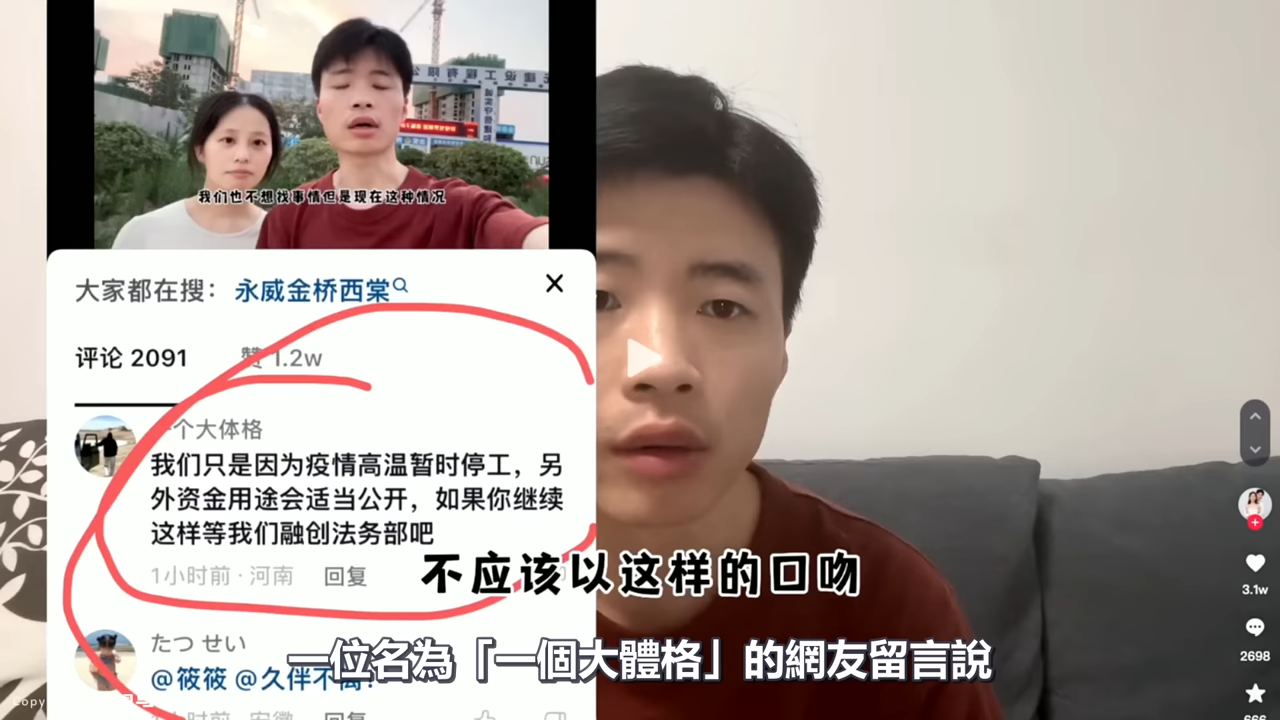 我们也不想找事情但是现在这种情况
大家都在搜：永威金桥西棠
评论 2091
赞 1.2w
一个大体格
我们只是因为疫情高温暂时停工，另
外资金用途会适当公开，如果你继续
这样等我们融创法务部吧
1小时前·河南 回复
不应该以这样的口吻
たつ せい
@筱筱 @久伴不离！
一位名為「一個大體格」的網友留言說
3.1w
2698
668